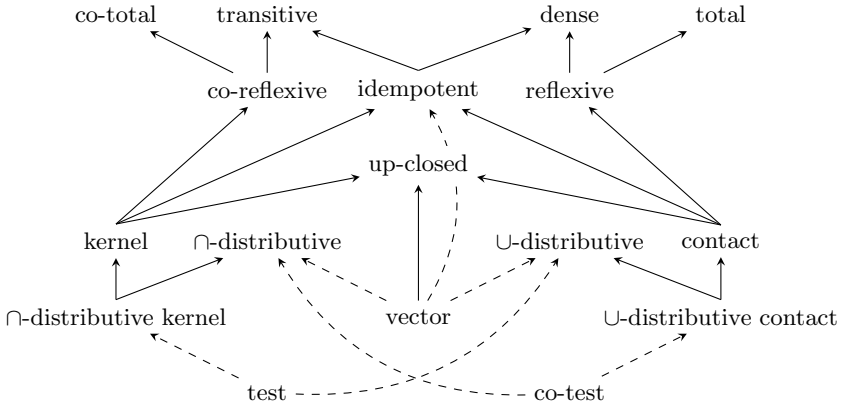 co-total transitive dense total
co-reflexive idempotent reflexive
up-closed
kernel ∩-distributive ∪-distributive contact
∩-distributive kernel vector ∪-distributive contact
test co-test